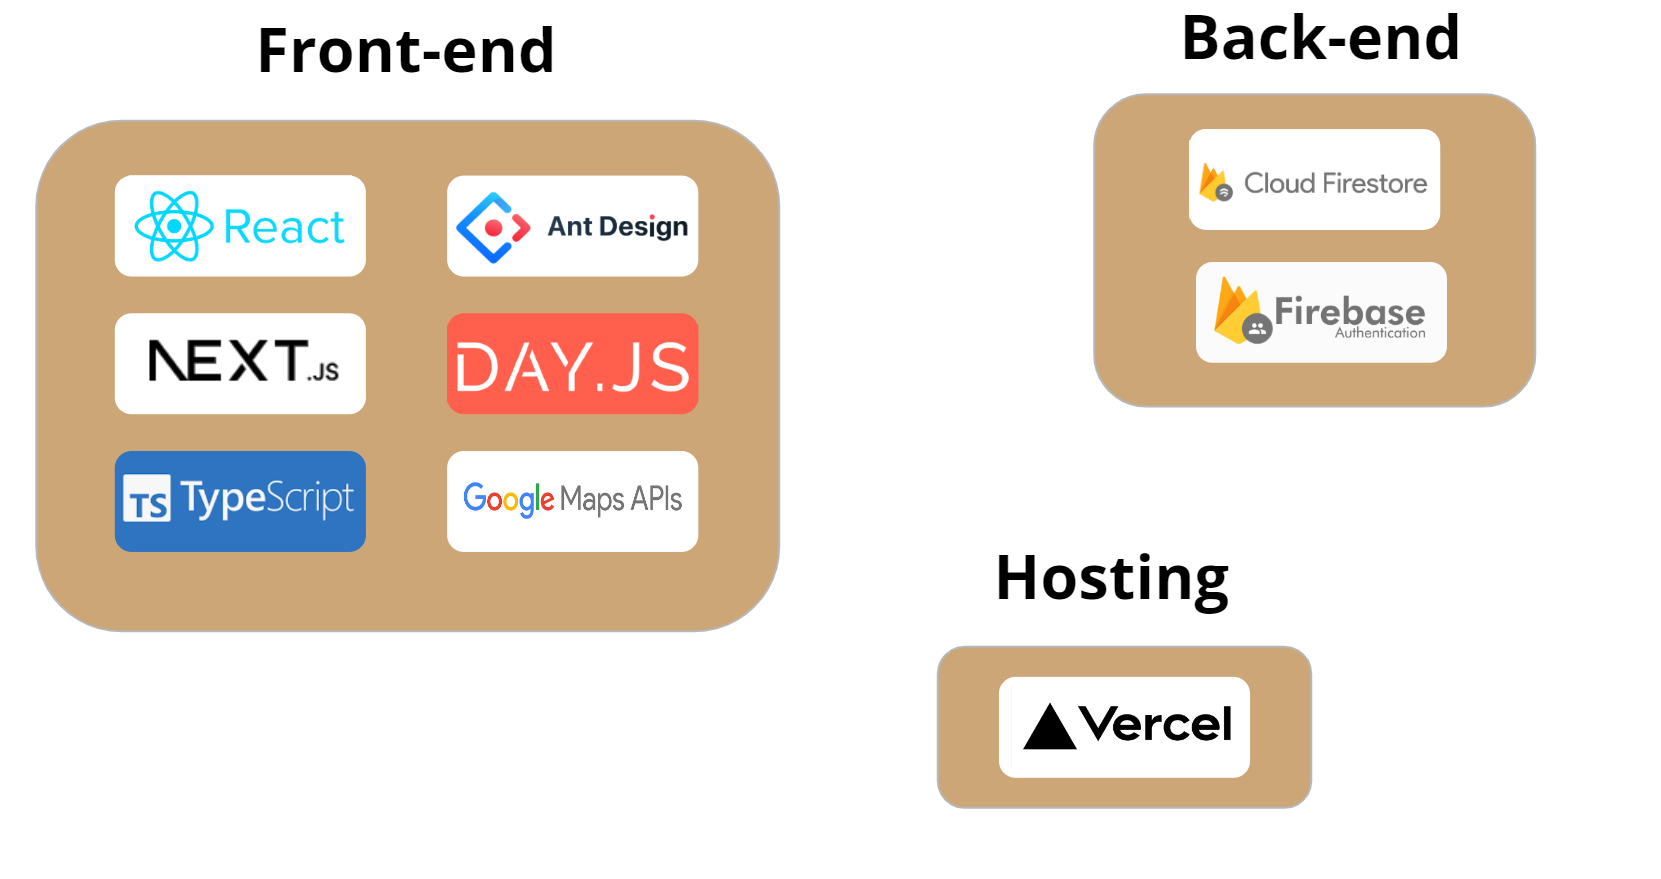 Front-end
React
Ant Design
NEXT.JS
DAY.JS
TS TypeScript
Google Maps APIs
Back-end
Cloud Firestore
Firebase
Authentication
Hosting
Vercel